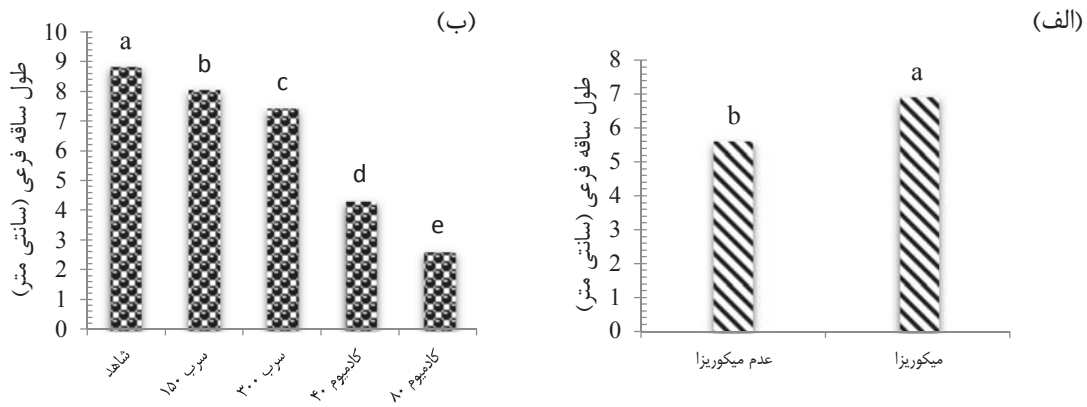 (الف)
طول ساقه فرعی (سانتی متر)
8
7
6
5
4
3
2
1
0
b
a
عدم میکوریزا
میکوریزا
(ب)
طول ساقه فرعی (سانتی متر)
10
9
8
7
6
5
4
3
2
1
0
a
b
c
d
e
شاهد
سرب ۱۵۰
سرب ۳۰۰
کادمیوم ۴۰
کادمیوم ۸۰